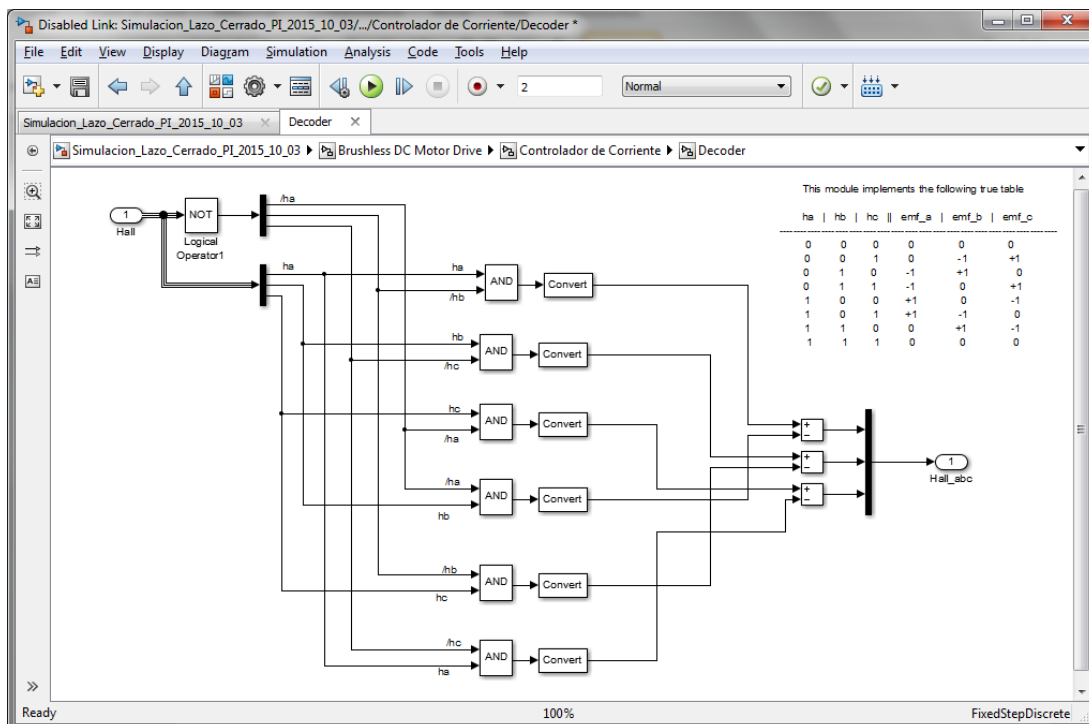 Disabled Link: Simulacion_Lazo_Cerrado_PI_2015_10_03/.../Controlador de Corriente/Decoder *
File Edit View Display Diagram Simulation Analysis Code Tools Help
2 Normal
Simulacion_Lazo_Cerrado_PI_2015_10_03 Decoder
Simulacion_Lazo_Cerrado_PI_2015_10_03 Brushless DC Motor Drive Controlador de Corriente Decoder
This module implements the following true table
ha | hb | hc || emf_a | emf_b | emf_c
--------------------------------------------------------------------
0 0 0 0 0 0
0 0 1 0 -1 +1
0 1 0 -1 +1 0
0 1 1 -1 0 +1
1 0 0 +1 0 -1
1 0 1 +1 -1 0
1 1 0 0 +1 -1
1 1 1 0 0 0
1
Hall
NOT
Logical
Operator1
/ha
ha
ha
/hb
AND
Convert
hb
/hc
AND
Convert
hc
/ha
AND
Convert
/ha
hb
AND
Convert
/hb
hc
AND
Convert
/hc
ha
AND
Convert
+
−
+
−
+
−
1
Hall_abc
Ready 100% FixedStepDiscrete